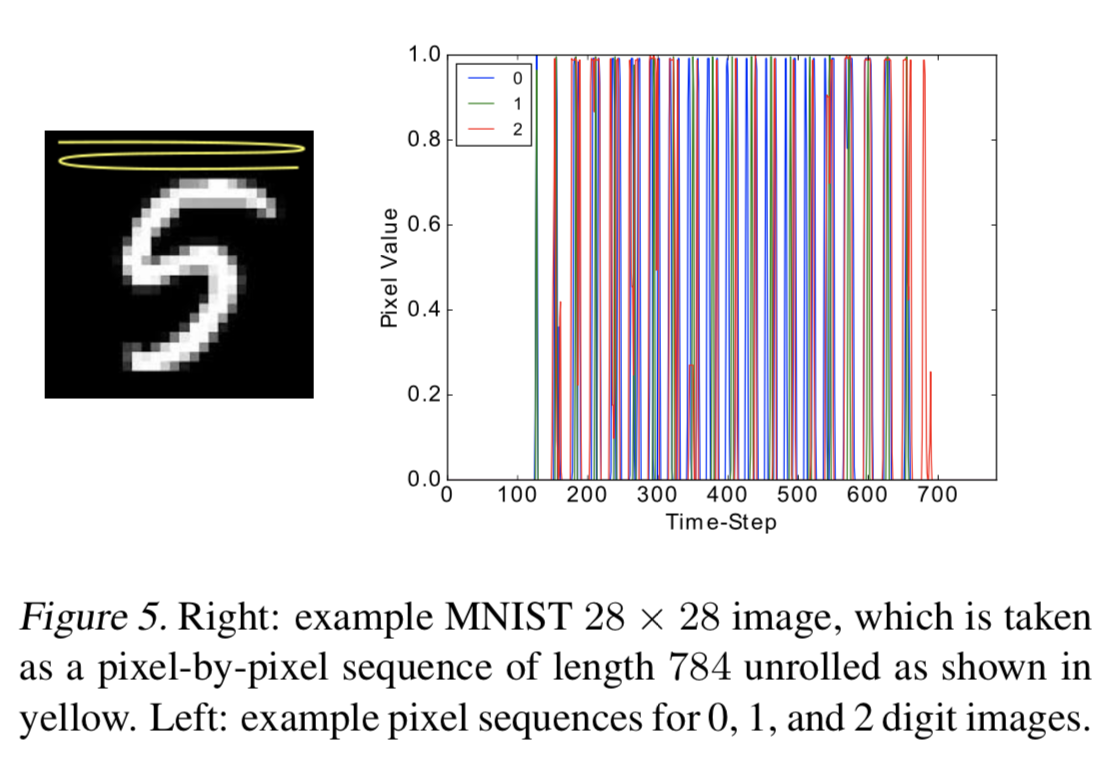 1.0
0
1
2
0.8
0.6
0.4
0.2
0.0
Pixel Value
0 100 200 300 400 500 600 700
Time-Step
Figure 5. Right: example MNIST 28 × 28 image, which is taken
as a pixel-by-pixel sequence of length 784 unrolled as shown in
yellow. Left: example pixel sequences for 0, 1, and 2 digit images.
5